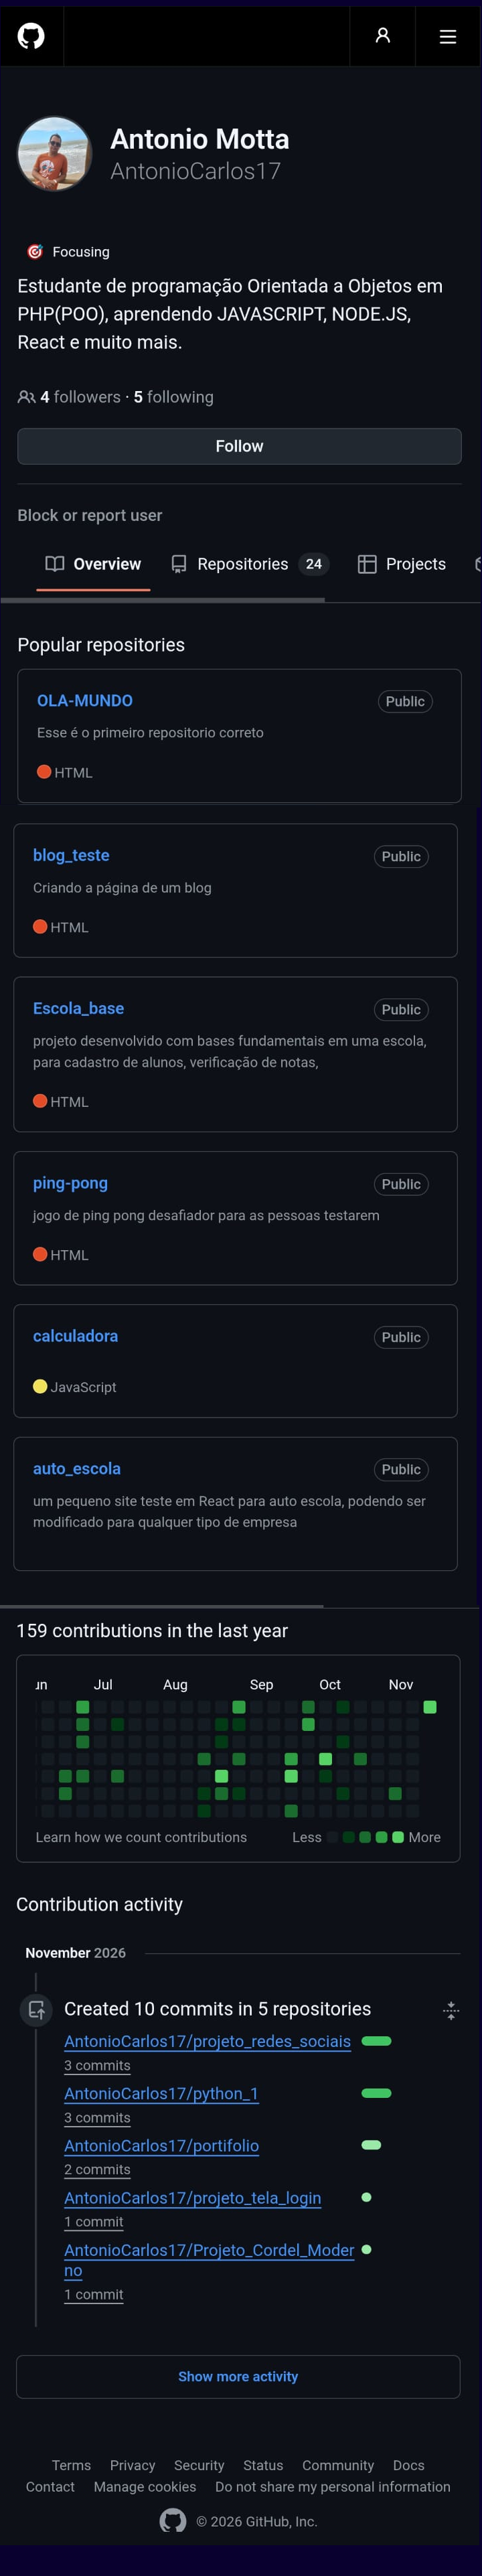 Antonio Motta
AntonioCarlos17
Focusing
Estudante de programação Orientada a Objetos em
PHP(POO), aprendendo JAVASCRIPT, NODE.JS,
React e muito mais.
4 followers · 5 following
Follow
Block or report user
Overview Repositories 24 Projects
Popular repositories
OLA-MUNDO Public
Esse é o primeiro repositorio correto
HTML
blog_teste Public
Criando a página de um blog
HTML
Escola_base Public
projeto desenvolvido com bases fundamentais em uma escola,
para cadastro de alunos, verificação de notas,
HTML
ping-pong Public
jogo de ping pong desafiador para as pessoas testarem
HTML
calculadora Public
JavaScript
auto_escola Public
um pequeno site teste em React para auto escola, podendo ser
modificado para qualquer tipo de empresa
159 contributions in the last year
un Jul Aug Sep Oct Nov
Learn how we count contributions Less More
Contribution activity
November 2026
Created 10 commits in 5 repositories
AntonioCarlos17/projeto_redes_sociais
3 commits
AntonioCarlos17/python_1
3 commits
AntonioCarlos17/portifolio
2 commits
AntonioCarlos17/projeto_tela_login
1 commit
AntonioCarlos17/Projeto_Cordel_Moder
no
1 commit
Show more activity
Terms Privacy Security Status Community Docs
Contact Manage cookies Do not share my personal information
© 2026 GitHub, Inc.